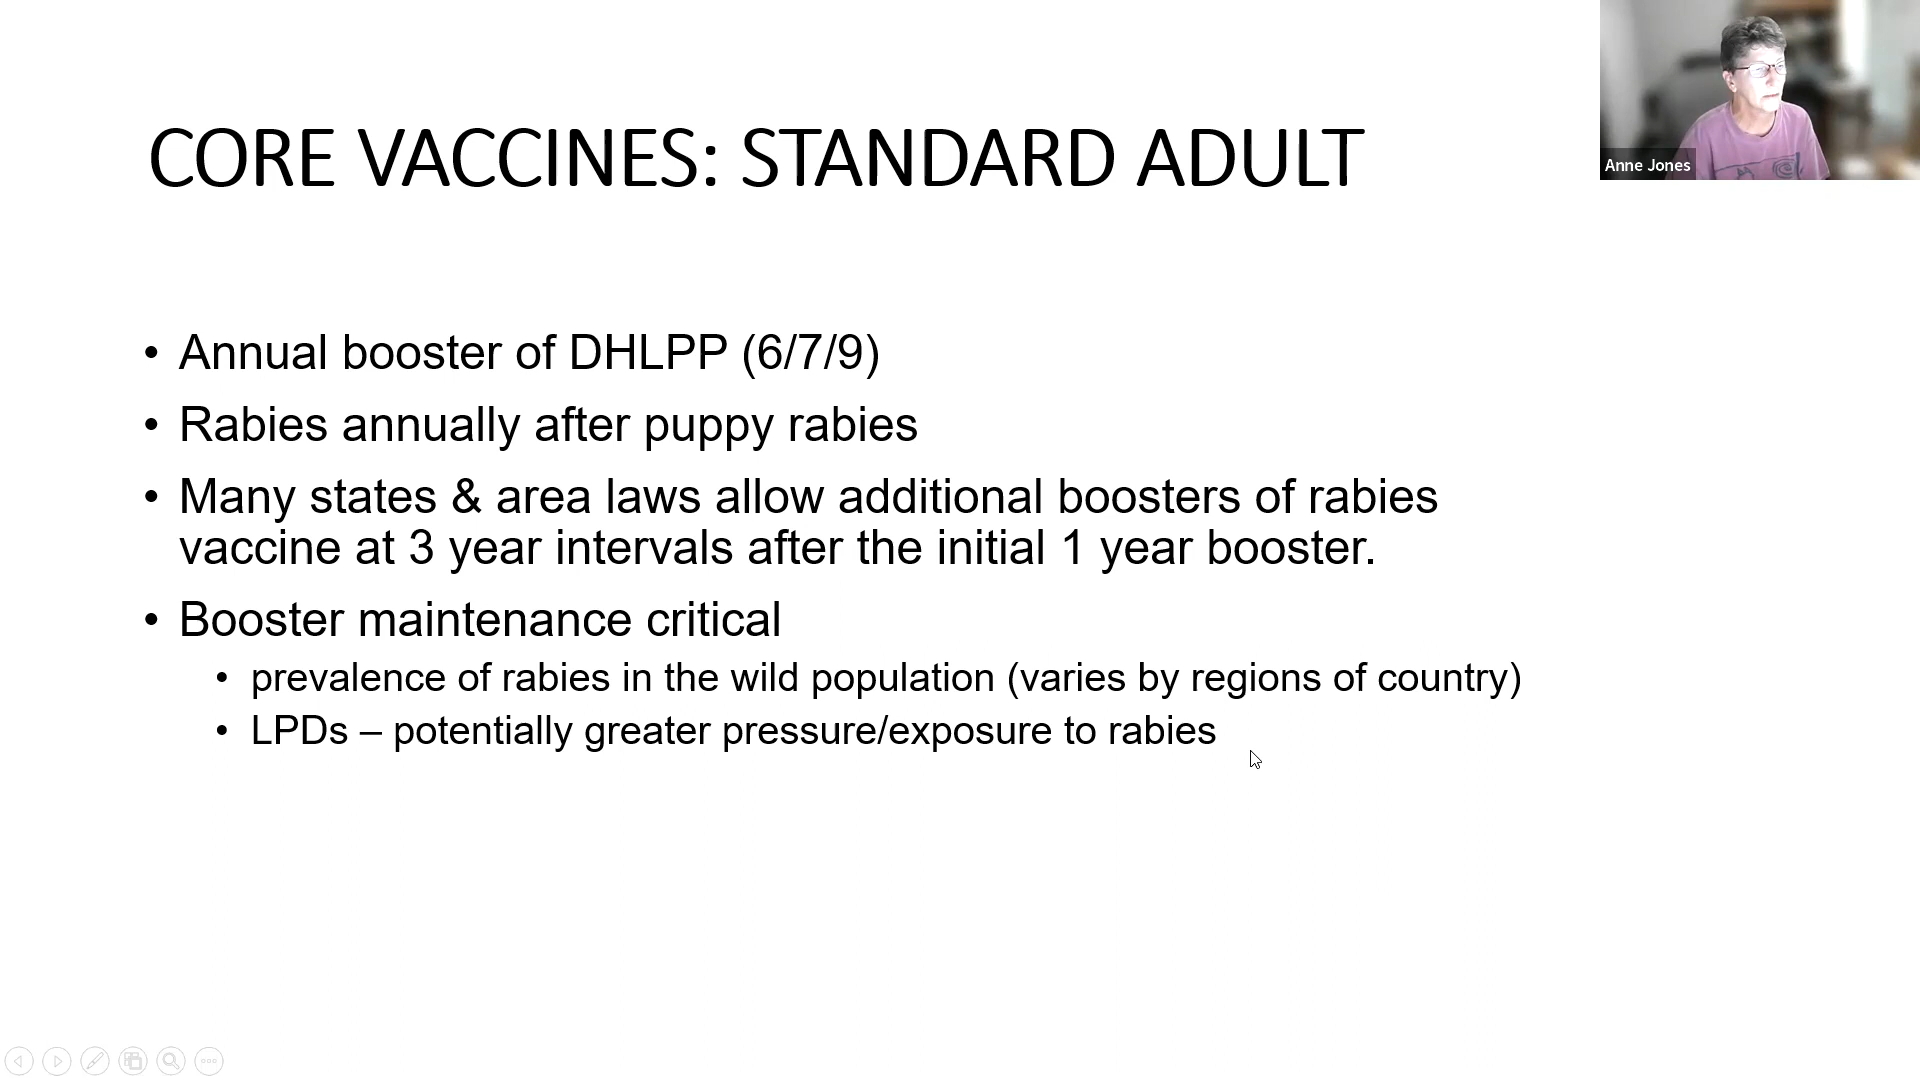 CORE VACCINES: STANDARD ADULT
Anne Jones
• Annual booster of DHLPP (6/7/9)
• Rabies annually after puppy rabies
• Many states & area laws allow additional boosters of rabies
vaccine at 3 year intervals after the initial 1 year booster.
• Booster maintenance critical
• prevalence of rabies in the wild population (varies by regions of country)
• LPDs – potentially greater pressure/exposure to rabies